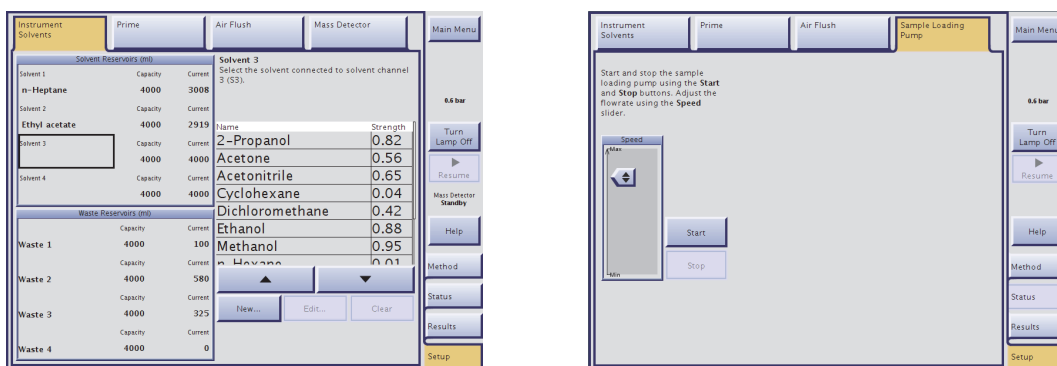 Instrument
Solvents
Prime
Air Flush
Mass Detector
Main Menu
Solvent Reservoirs (ml)
Solvent 1 Capacity Current
n-Heptane 4000 3008
Solvent 2 Capacity Current
Ethyl acetate 4000 2919
Solvent 3 Capacity Current
4000 4000
Solvent 4 Capacity Current
4000 4000
Waste Reservoirs (ml)
Capacity Current
Waste 1 4000 100
Capacity Current
Waste 2 4000 580
Capacity Current
Waste 3 4000 325
Capacity Current
Waste 4 4000 0
Solvent 3
Select the solvent connected to solvent channel
3 (S3).
Name Strength
2-Propanol 0.82
Acetone 0.56
Acetonitrile 0.65
Cyclohexane 0.04
Dichloromethane 0.42
Ethanol 0.88
Methanol 0.95
n-Hexane 0.01
New...
Edit...
Clear
0.6 bar
Turn
Lamp Off
Resume
Mass Detector
Standby
Help
Method
Status
Results
Setup
Instrument
Solvents
Prime
Air Flush
Sample Loading
Pump
Main Menu
Start and stop the sample
loading pump using the Start
and Stop buttons. Adjust the
flowrate using the Speed
slider.
Speed
Max
Min
Start
Stop
0.6 bar
Turn
Lamp Off
Resume
Help
Method
Status
Results
Setup